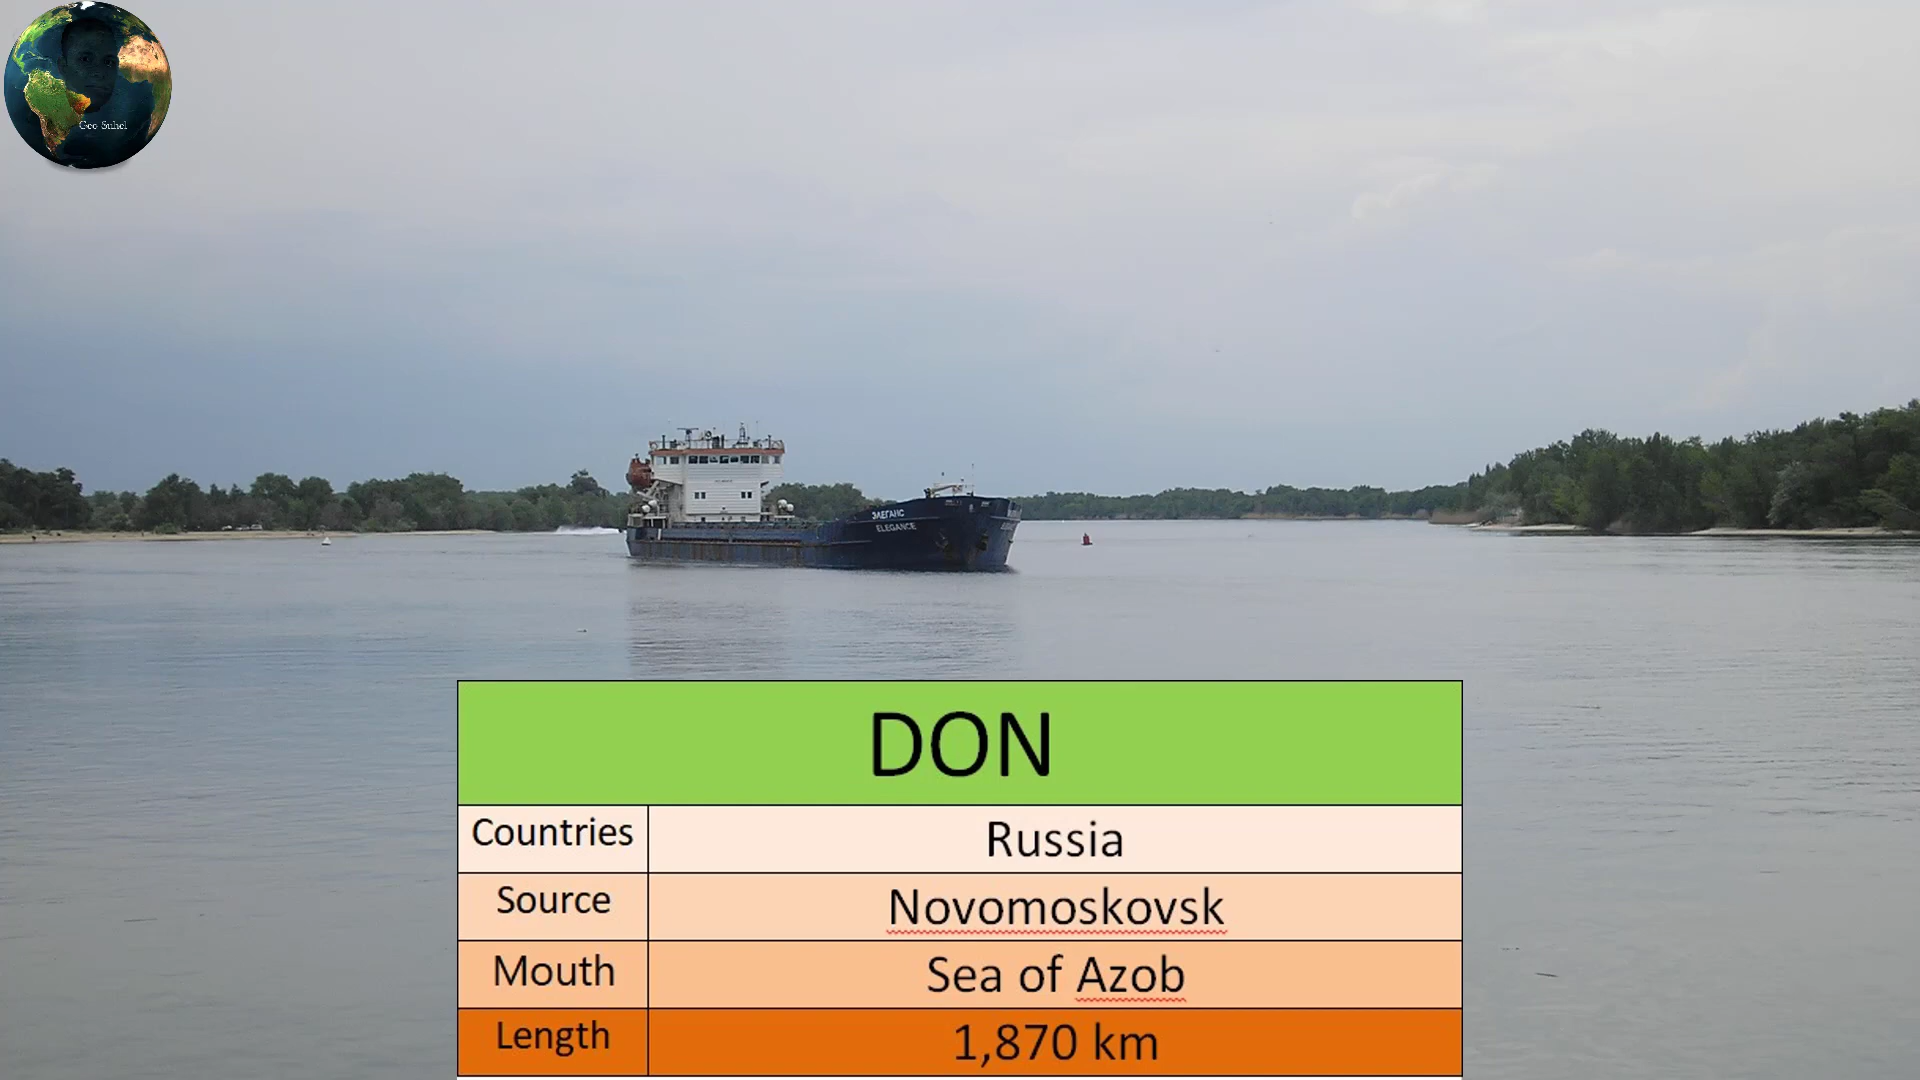 Geo Suhel
ЭЛЕГАНС
ELEGANCE
DON
Countries Russia
Source Novomoskovsk
Mouth Sea of Azob
Length 1,870 km